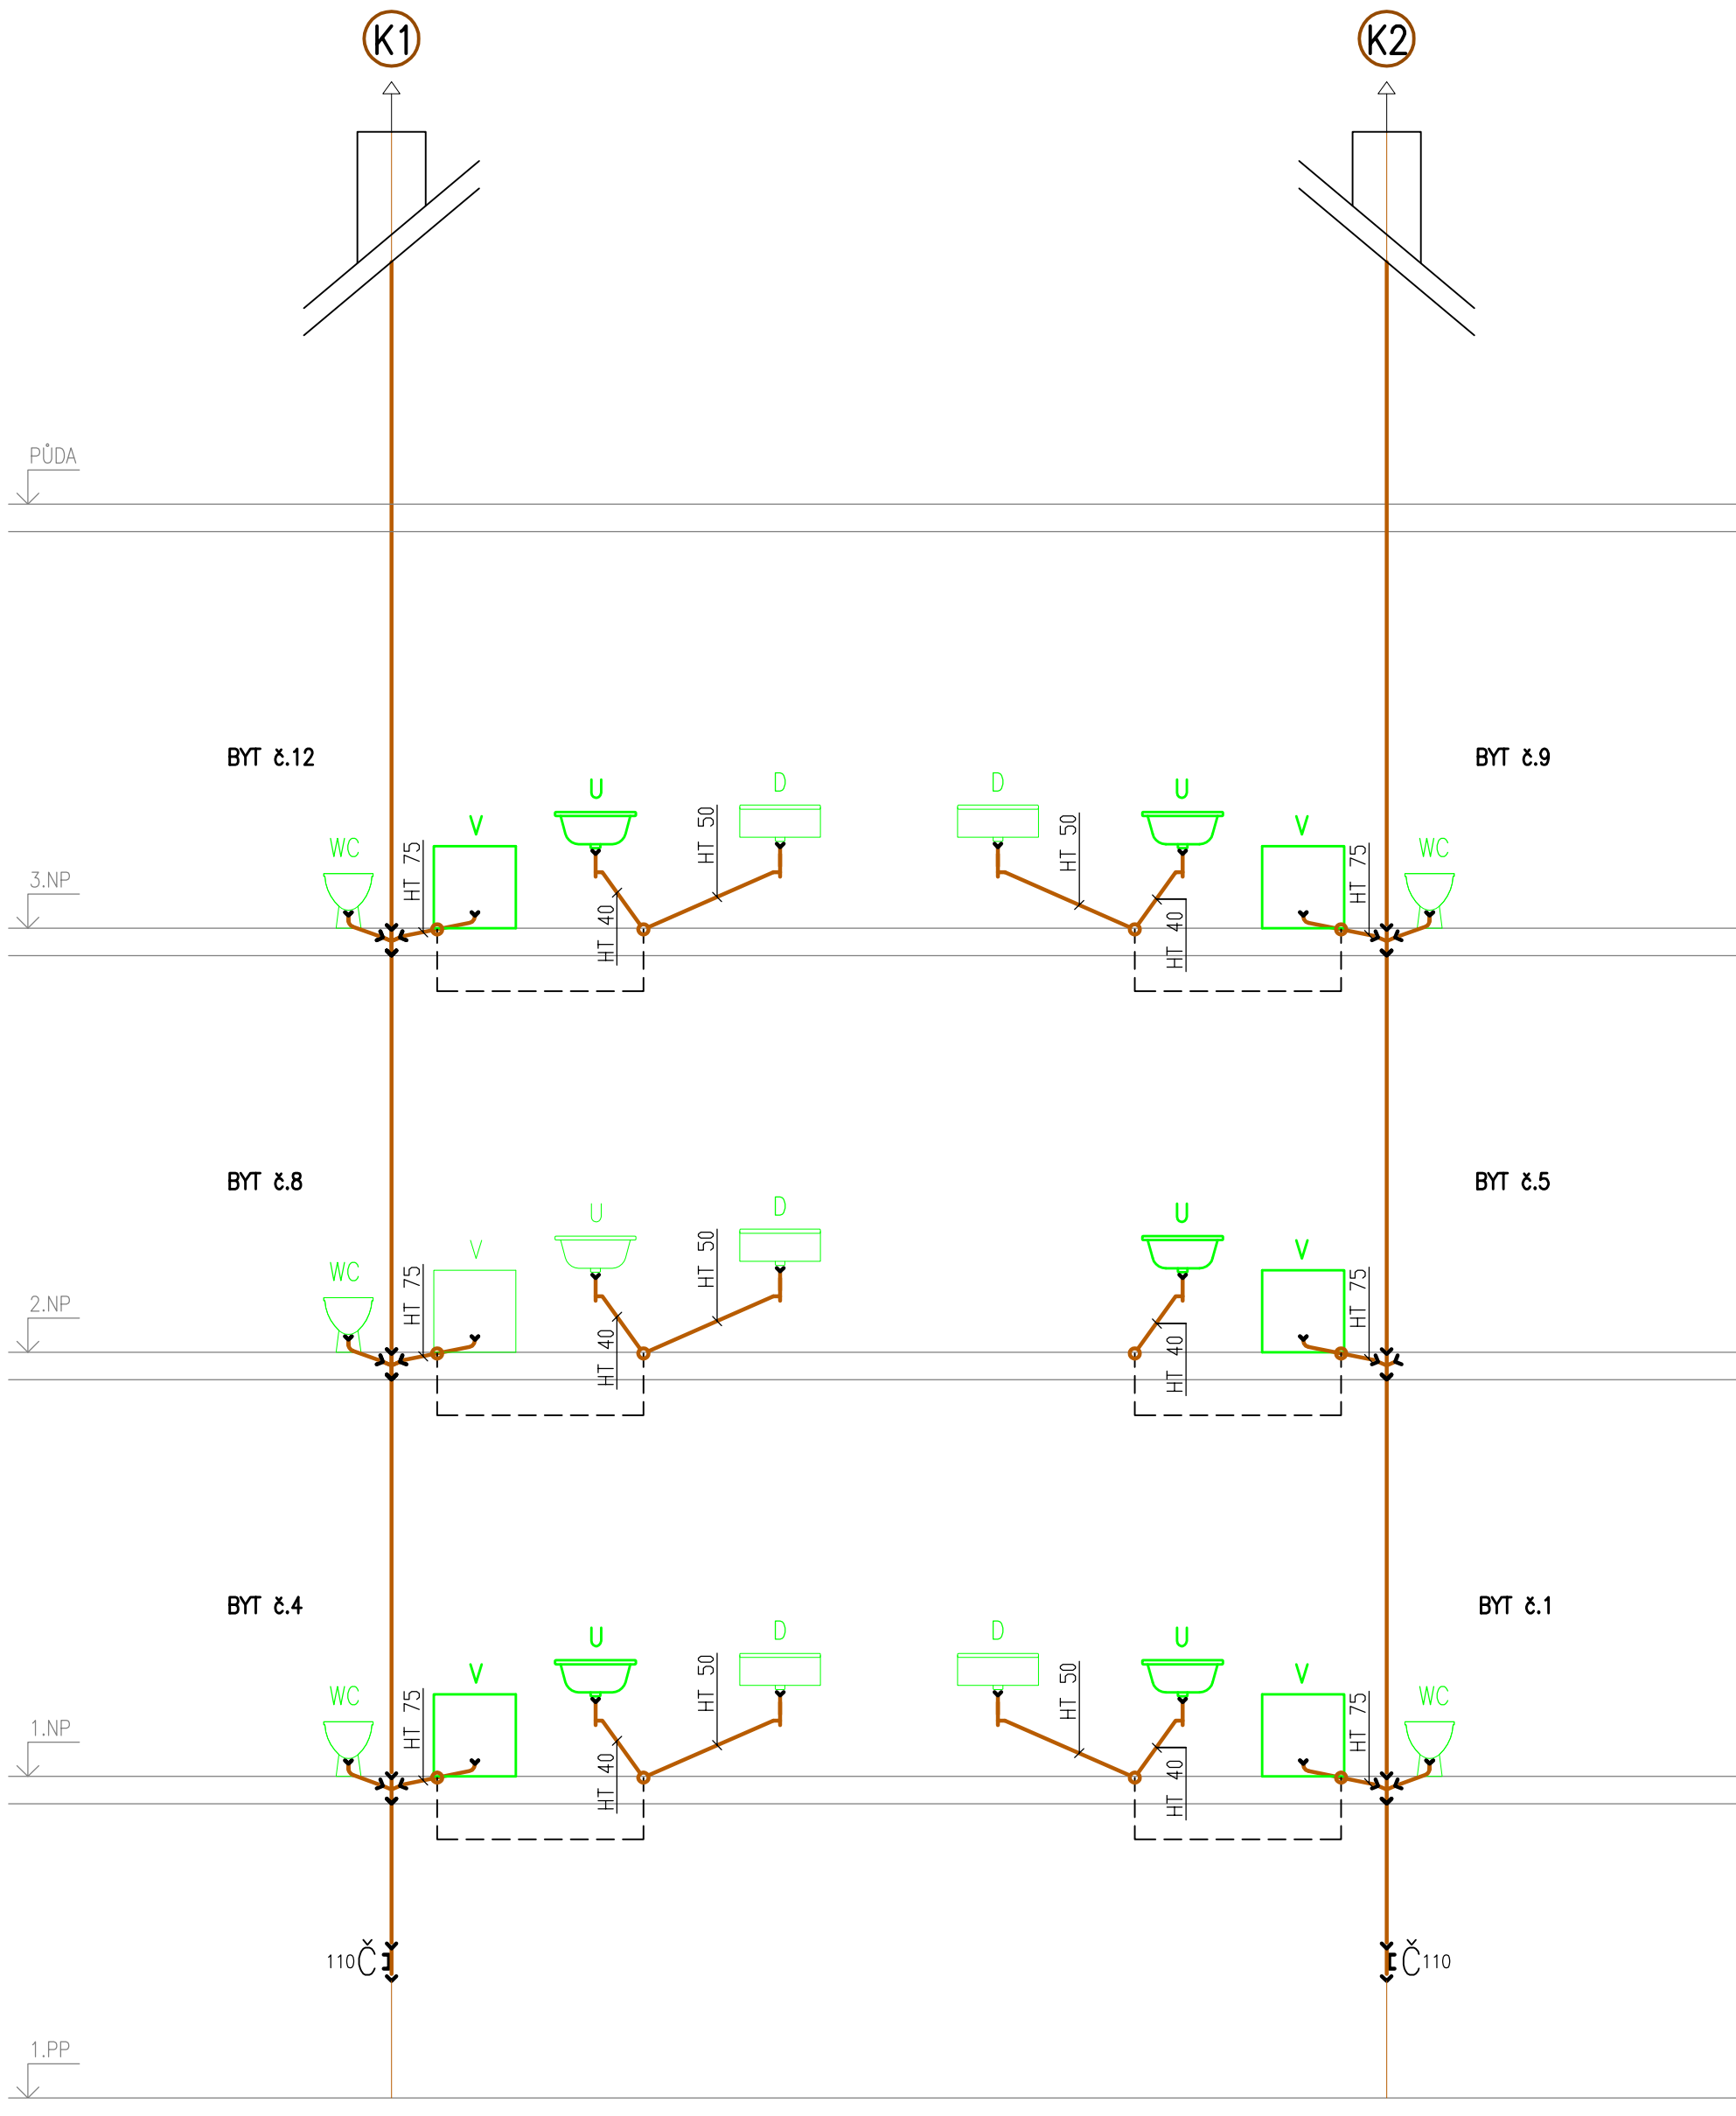 K1 K2
PŮDA
BYT č.12 BYT č.9
WC HT 75 V U HT 40 HT 50 D D HT 50 U HT 40 V HT 75 WC
3.NP
BYT č.8 BYT č.5
WC HT 75 V U HT 40 HT 50 D U HT 40 V HT 75
2.NP
BYT č.4 BYT č.1
WC HT 75 V U HT 40 HT 50 D D HT 50 U HT 40 V HT 75 WC
1.NP
110 Č Č 110
1.PP